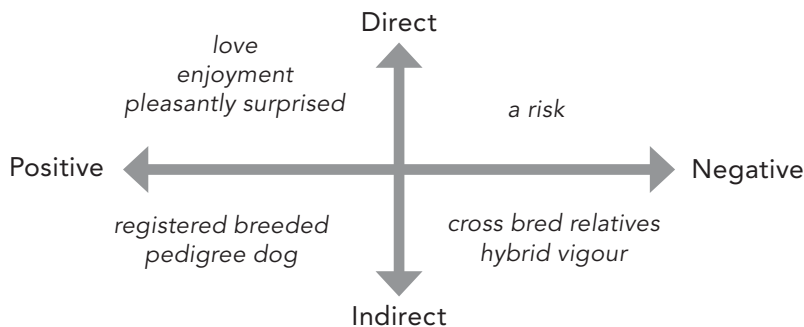 Direct
love
enjoyment
pleasantly surprised
a risk
Positive
Negative
registered breeded
pedigree dog
cross bred relatives
hybrid vigour
Indirect